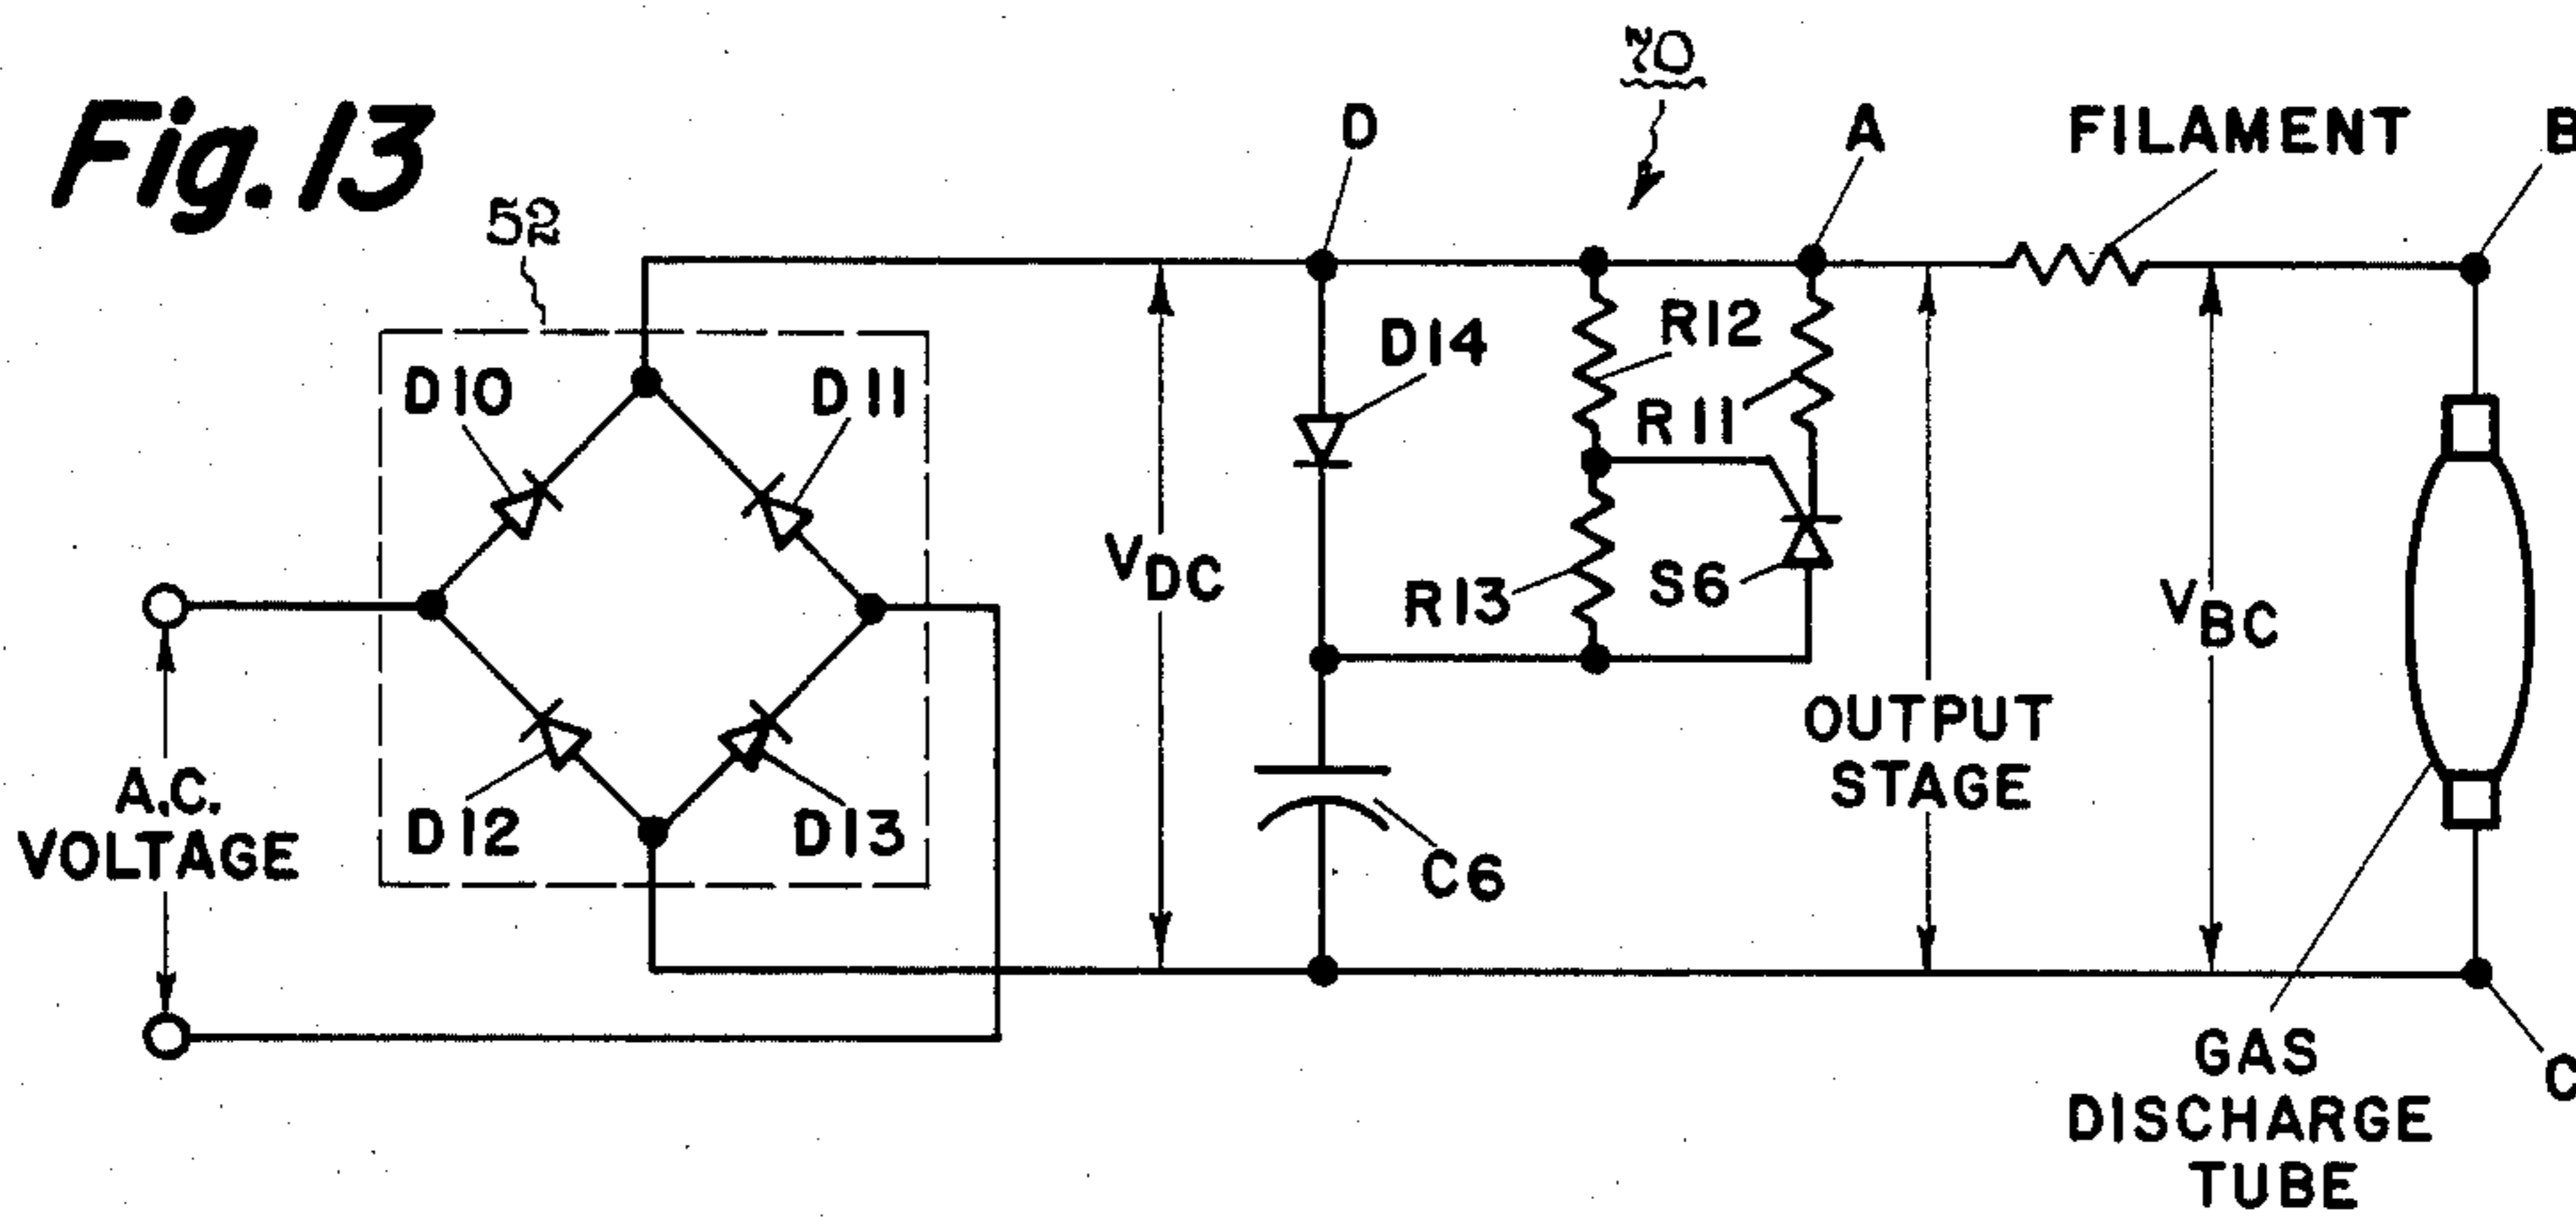 Fig. 13
70
D
A
FILAMENT
B
52
D10
D11
D14
R12
R11
VDC
R13
S6
VBC
OUTPUT
STAGE
A.C.
VOLTAGE
D12
D13
C6
GAS
DISCHARGE
TUBE
C